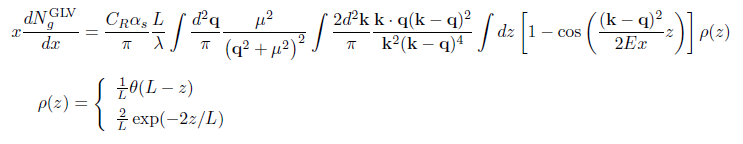 x dN_g^GLV/dx = C_R α_s/π L/λ ∫ d²q/π μ²/(q² + μ²)² ∫ 2d²k/π k · q(k − q)²/k²(k − q)⁴ ∫ dz [1 − cos((k − q)²/2Ex z)] ρ(z)
ρ(z) = { 1/L θ(L − z)
2/L exp(−2z/L)